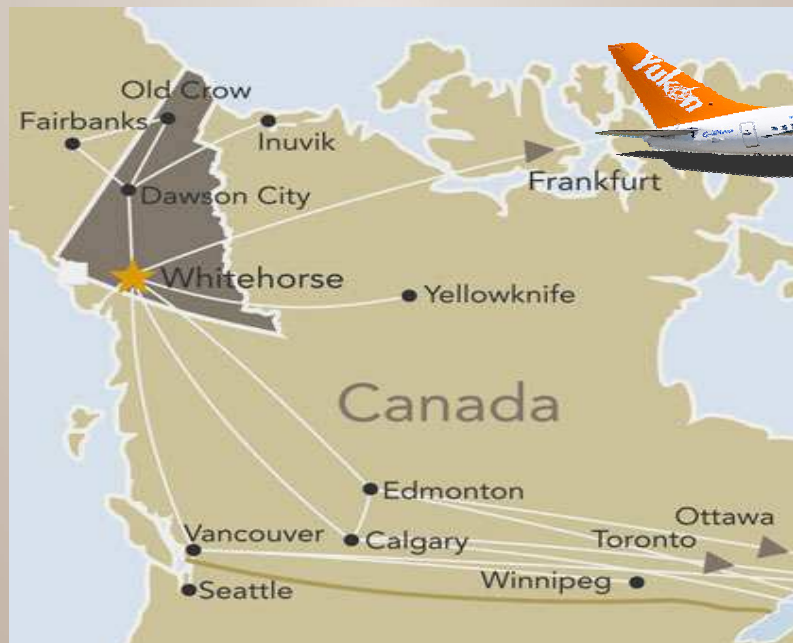 Yukon
Old Crow
Fairbanks
Inuvik
Frankfurt
Dawson City
Whitehorse
Yellowknife
Canada
Edmonton
Ottawa
Vancouver
Calgary
Toronto
Seattle
Winnipeg